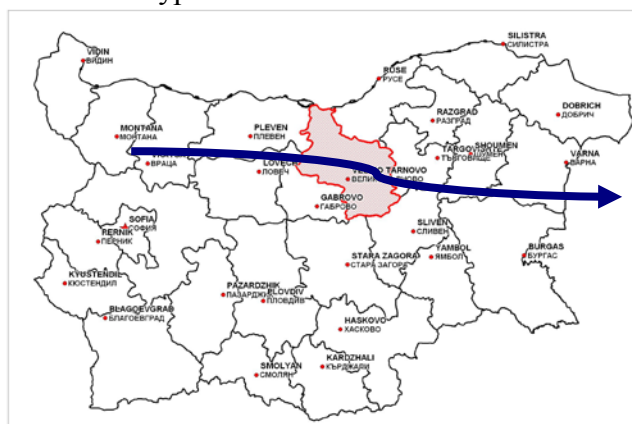 SILISTRA
СИЛИСТРА
VIDIN
ВИДИН
RUSE
РУСЕ
DOBRICH
ДОБРИЧ
RAZGRAD
РАЗГРАД
MONTANA
МОНТАНА
PLEVEN
ПЛЕВЕН
SHOUMEN
ШУМЕН
TARGOVISHTE
ТЪРГОВИЩЕ
VARNA
ВАРНА
ВРАЦА
LOVECH
ЛОВЕЧ
TARNOVO
GABROVO
ГАБРОВО
SOFIA
СОФИЯ
PERNIK
ПЕРНИК
SLIVEN
СЛИВЕН
YAMBOL
ЯМБОЛ
BURGAS
БУРГАС
STARA ZAGORA
СТАРА ЗАГОРА
KYUSTENDIL
КЮСТЕНДИЛ
PAZARDZHIK
ПАЗАРДЖИК
PLOVDIV
ПЛОВДИВ
BLAGOEVGRAD
БЛАГОЕВГРАД
HASKOVO
ХАСКОВО
SMOLYAN
СМОЛЯН
KARDZHALI
КЪРДЖАЛИ